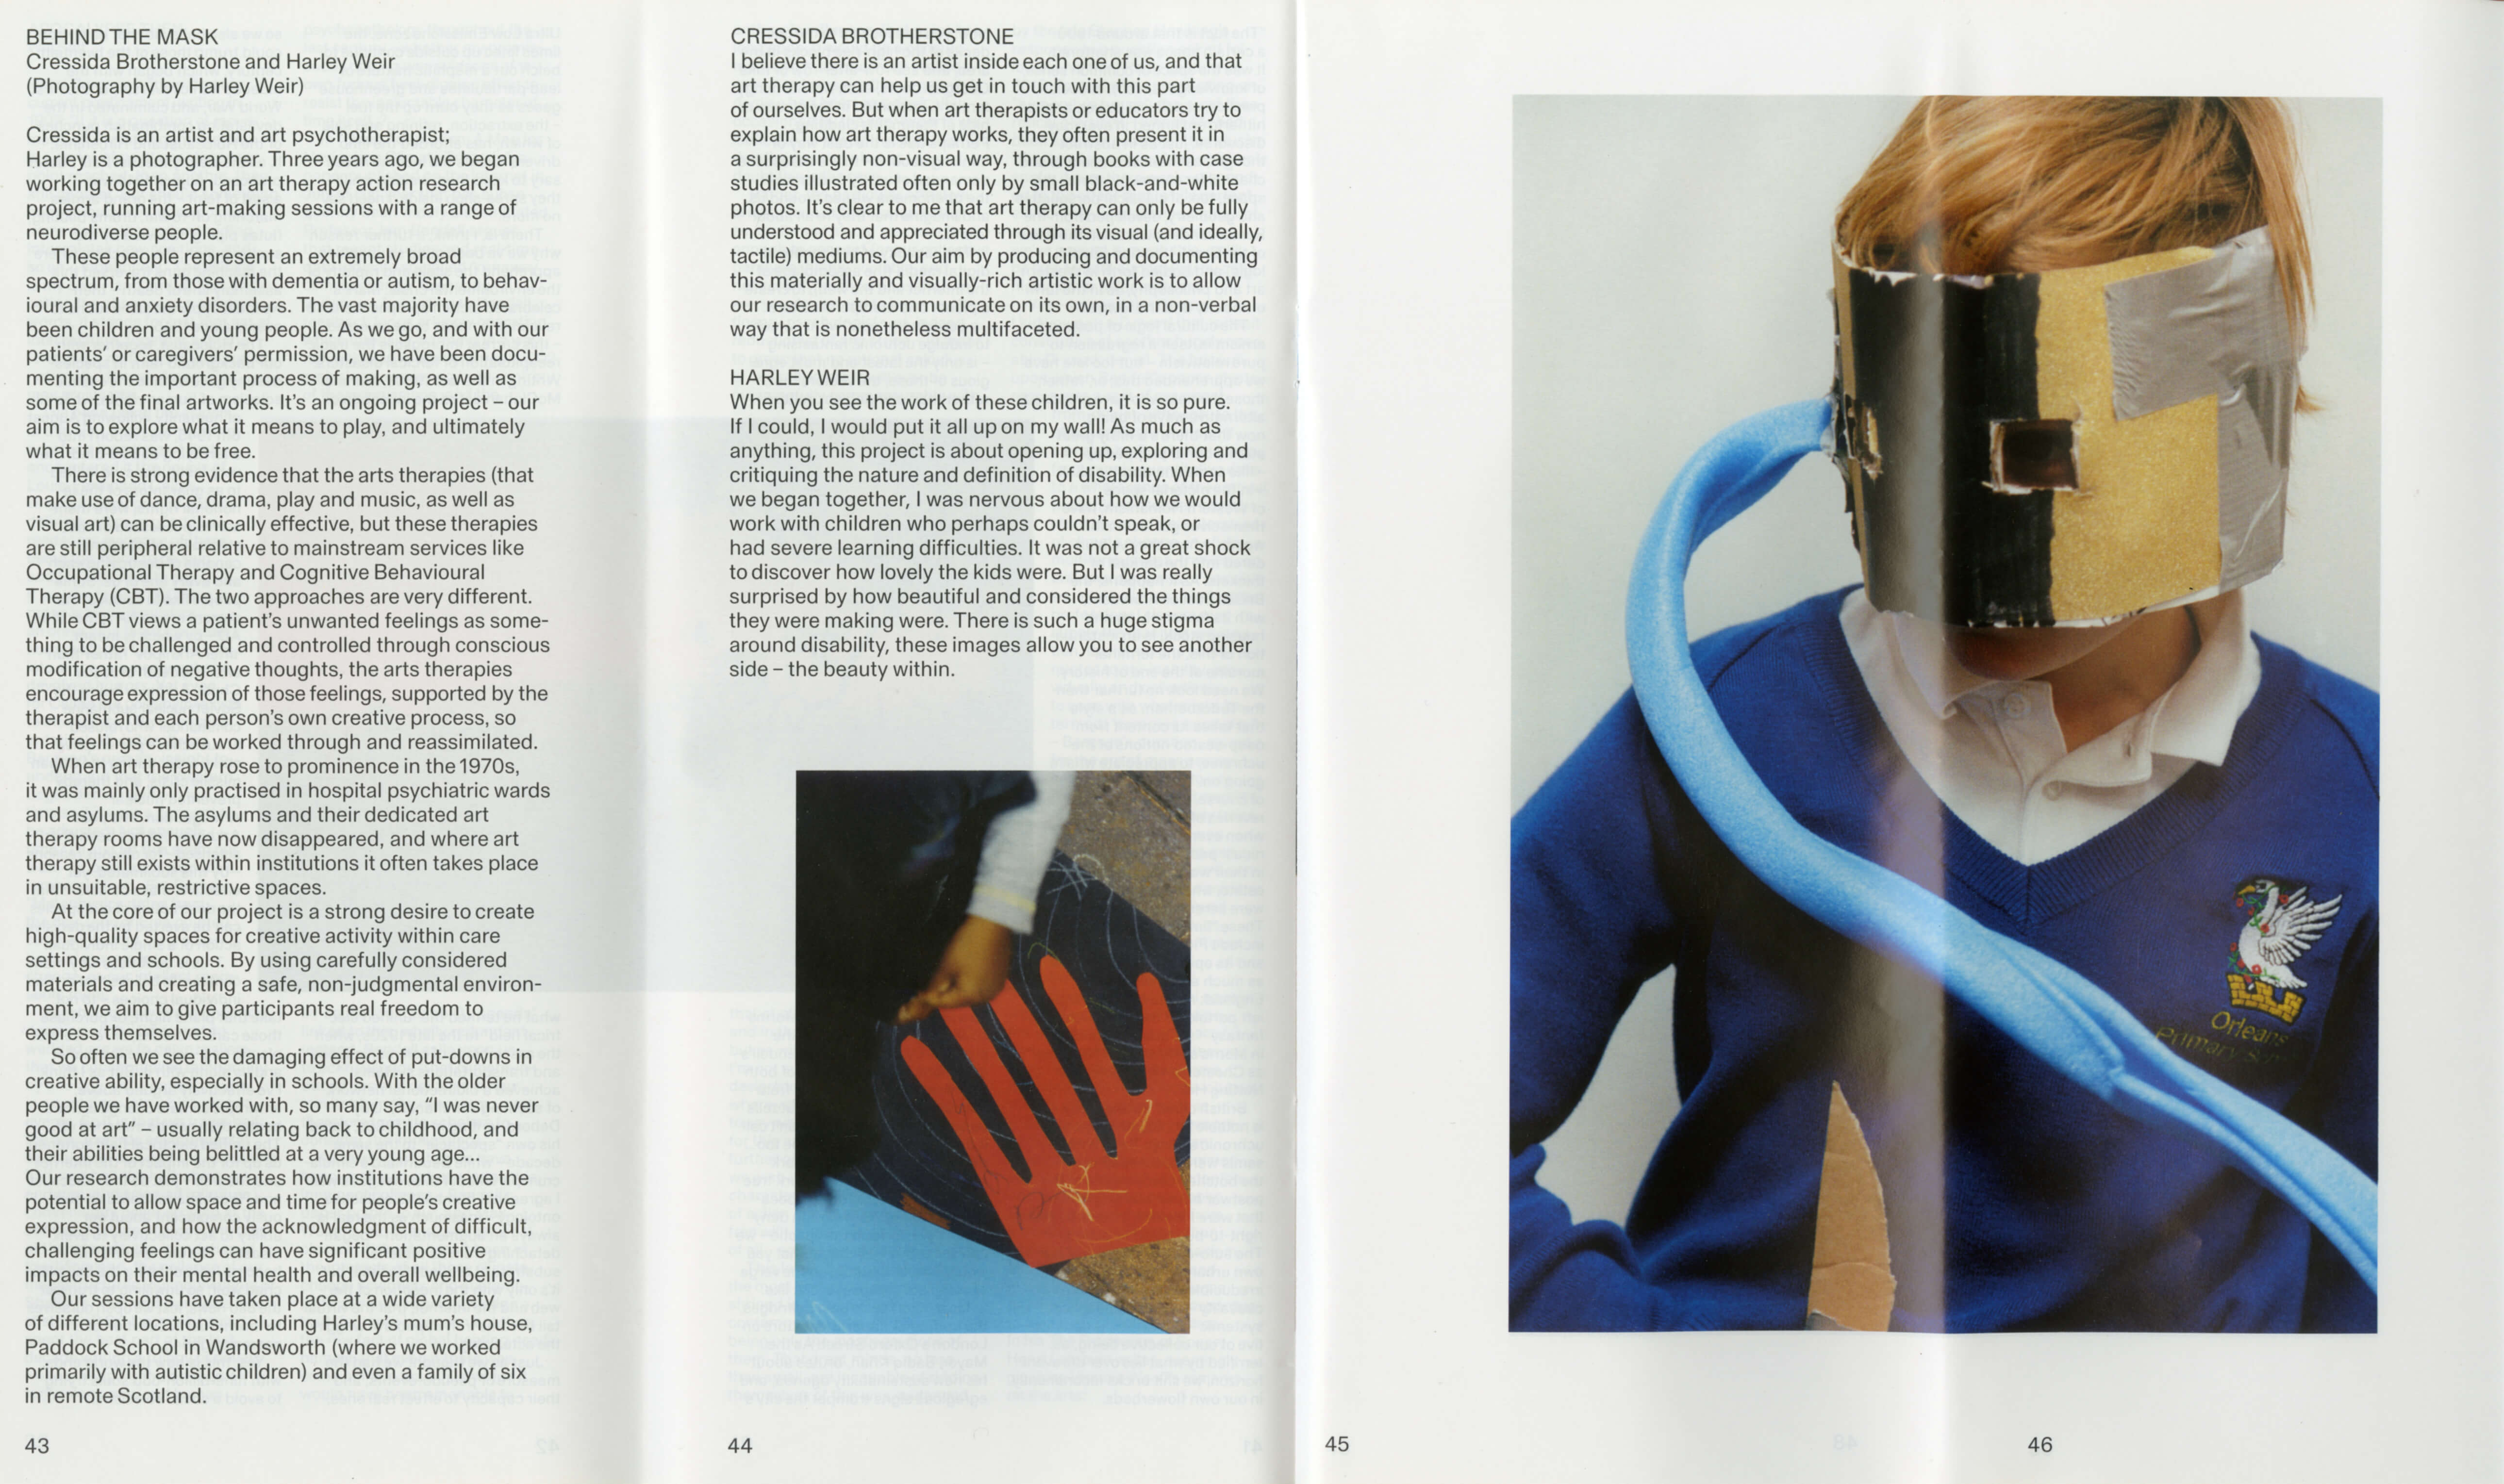 BEHIND THE MASK
Cressida Brotherstone and Harley Weir
(Photography by Harley Weir)
Cressida is an artist and art psychotherapist;
Harley is a photographer. Three years ago, we began
working together on an art therapy action research
project, running art-making sessions with a range of
neurodiverse people.
These people represent an extremely broad
spectrum, from those with dementia or autism, to behav-
ioural and anxiety disorders. The vast majority have
been children and young people. As we go, and with our
patients' or caregivers' permission, we have been docu-
menting the important process of making, as well as
some of the final artworks. It's an ongoing project – our
aim is to explore what it means to play, and ultimately
what it means to be free.
There is strong evidence that the arts therapies (that
make use of dance, drama, play and music, as well as
visual art) can be clinically effective, but these therapies
are still peripheral relative to mainstream services like
Occupational Therapy and Cognitive Behavioural
Therapy (CBT). The two approaches are very different.
While CBT views a patient's unwanted feelings as some-
thing to be challenged and controlled through conscious
modification of negative thoughts, the arts therapies
encourage expression of those feelings, supported by the
therapist and each person's own creative process, so
that feelings can be worked through and reassimilated.
When art therapy rose to prominence in the 1970s,
it was mainly only practised in hospital psychiatric wards
and asylums. The asylums and their dedicated art
therapy rooms have now disappeared, and where art
therapy still exists within institutions it often takes place
in unsuitable, restrictive spaces.
At the core of our project is a strong desire to create
high-quality spaces for creative activity within care
settings and schools. By using carefully considered
materials and creating a safe, non-judgmental environ-
ment, we aim to give participants real freedom to
express themselves.
So often we see the damaging effect of put-downs in
creative ability, especially in schools. With the older
people we have worked with, so many say, “I was never
good at art” – usually relating back to childhood, and
their abilities being belittled at a very young age...
Our research demonstrates how institutions have the
potential to allow space and time for people's creative
expression, and how the acknowledgment of difficult,
challenging feelings can have significant positive
impacts on their mental health and overall wellbeing.
Our sessions have taken place at a wide variety
of different locations, including Harley's mum's house,
Paddock School in Wandsworth (where we worked
primarily with autistic children) and even a family of six
in remote Scotland.
43
CRESSIDA BROTHERSTONE
I believe there is an artist inside each one of us, and that
art therapy can help us get in touch with this part
of ourselves. But when art therapists or educators try to
explain how art therapy works, they often present it in
a surprisingly non-visual way, through books with case
studies illustrated often only by small black-and-white
photos. It's clear to me that art therapy can only be fully
understood and appreciated through its visual (and ideally,
tactile) mediums. Our aim by producing and documenting
this materially and visually-rich artistic work is to allow
our research to communicate on its own, in a non-verbal
way that is nonetheless multifaceted.
HARLEY WEIR
When you see the work of these children, it is so pure.
If I could, I would put it all up on my wall! As much as
anything, this project is about opening up, exploring and
critiquing the nature and definition of disability. When
we began together, I was nervous about how we would
work with children who perhaps couldn't speak, or
had severe learning difficulties. It was not a great shock
to discover how lovely the kids were. But I was really
surprised by how beautiful and considered the things
they were making were. There is such a huge stigma
around disability, these images allow you to see another
side – the beauty within.
44
45
Orleans
Primary
46